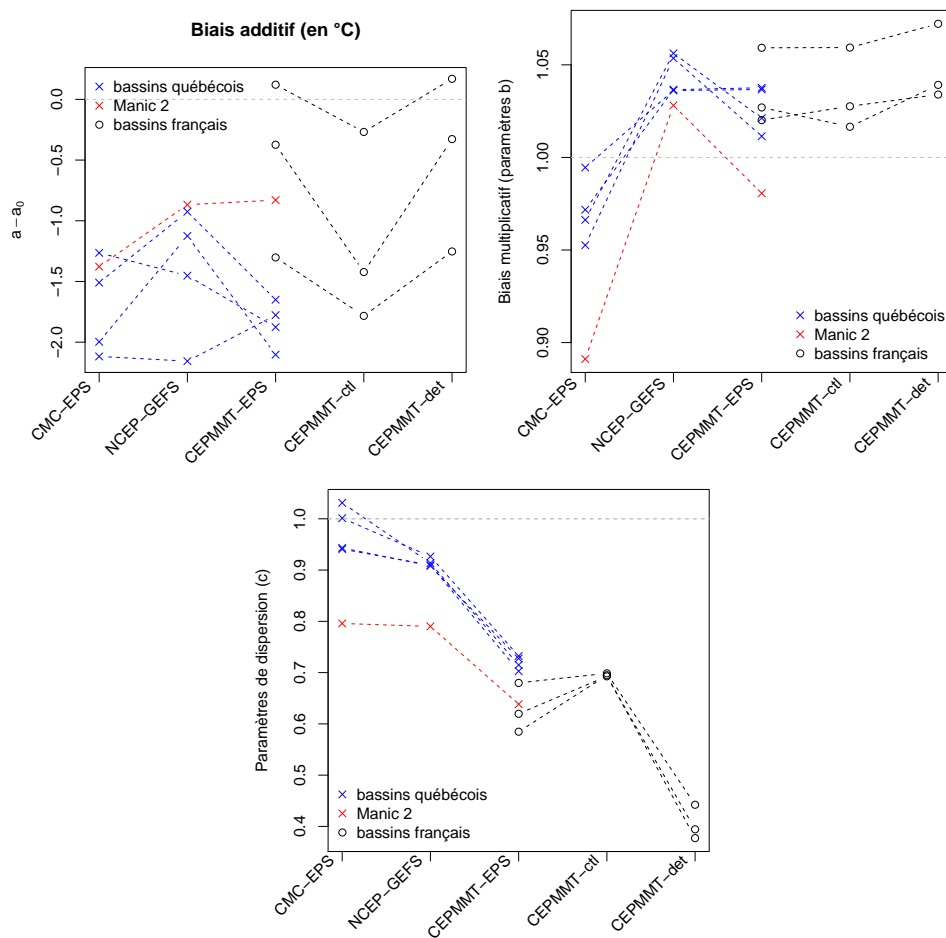 Biais additif (en °C)
a − a0
0.0
−0.5
−1.0
−1.5
−2.0
bassins québécois
Manic 2
bassins français
CMC−EPS
NCEP−GEFS
CEPMMT−EPS
CEPMMT−ctl
CEPMMT−det
Biais multiplicatif (paramètres b)
1.05
1.00
0.95
0.90
bassins québécois
Manic 2
bassins français
CMC−EPS
NCEP−GEFS
CEPMMT−EPS
CEPMMT−ctl
CEPMMT−det
Paramètres de dispersion (c)
1.0
0.9
0.8
0.7
0.6
0.5
0.4
bassins québécois
Manic 2
bassins français
CMC−EPS
NCEP−GEFS
CEPMMT−EPS
CEPMMT−ctl
CEPMMT−det